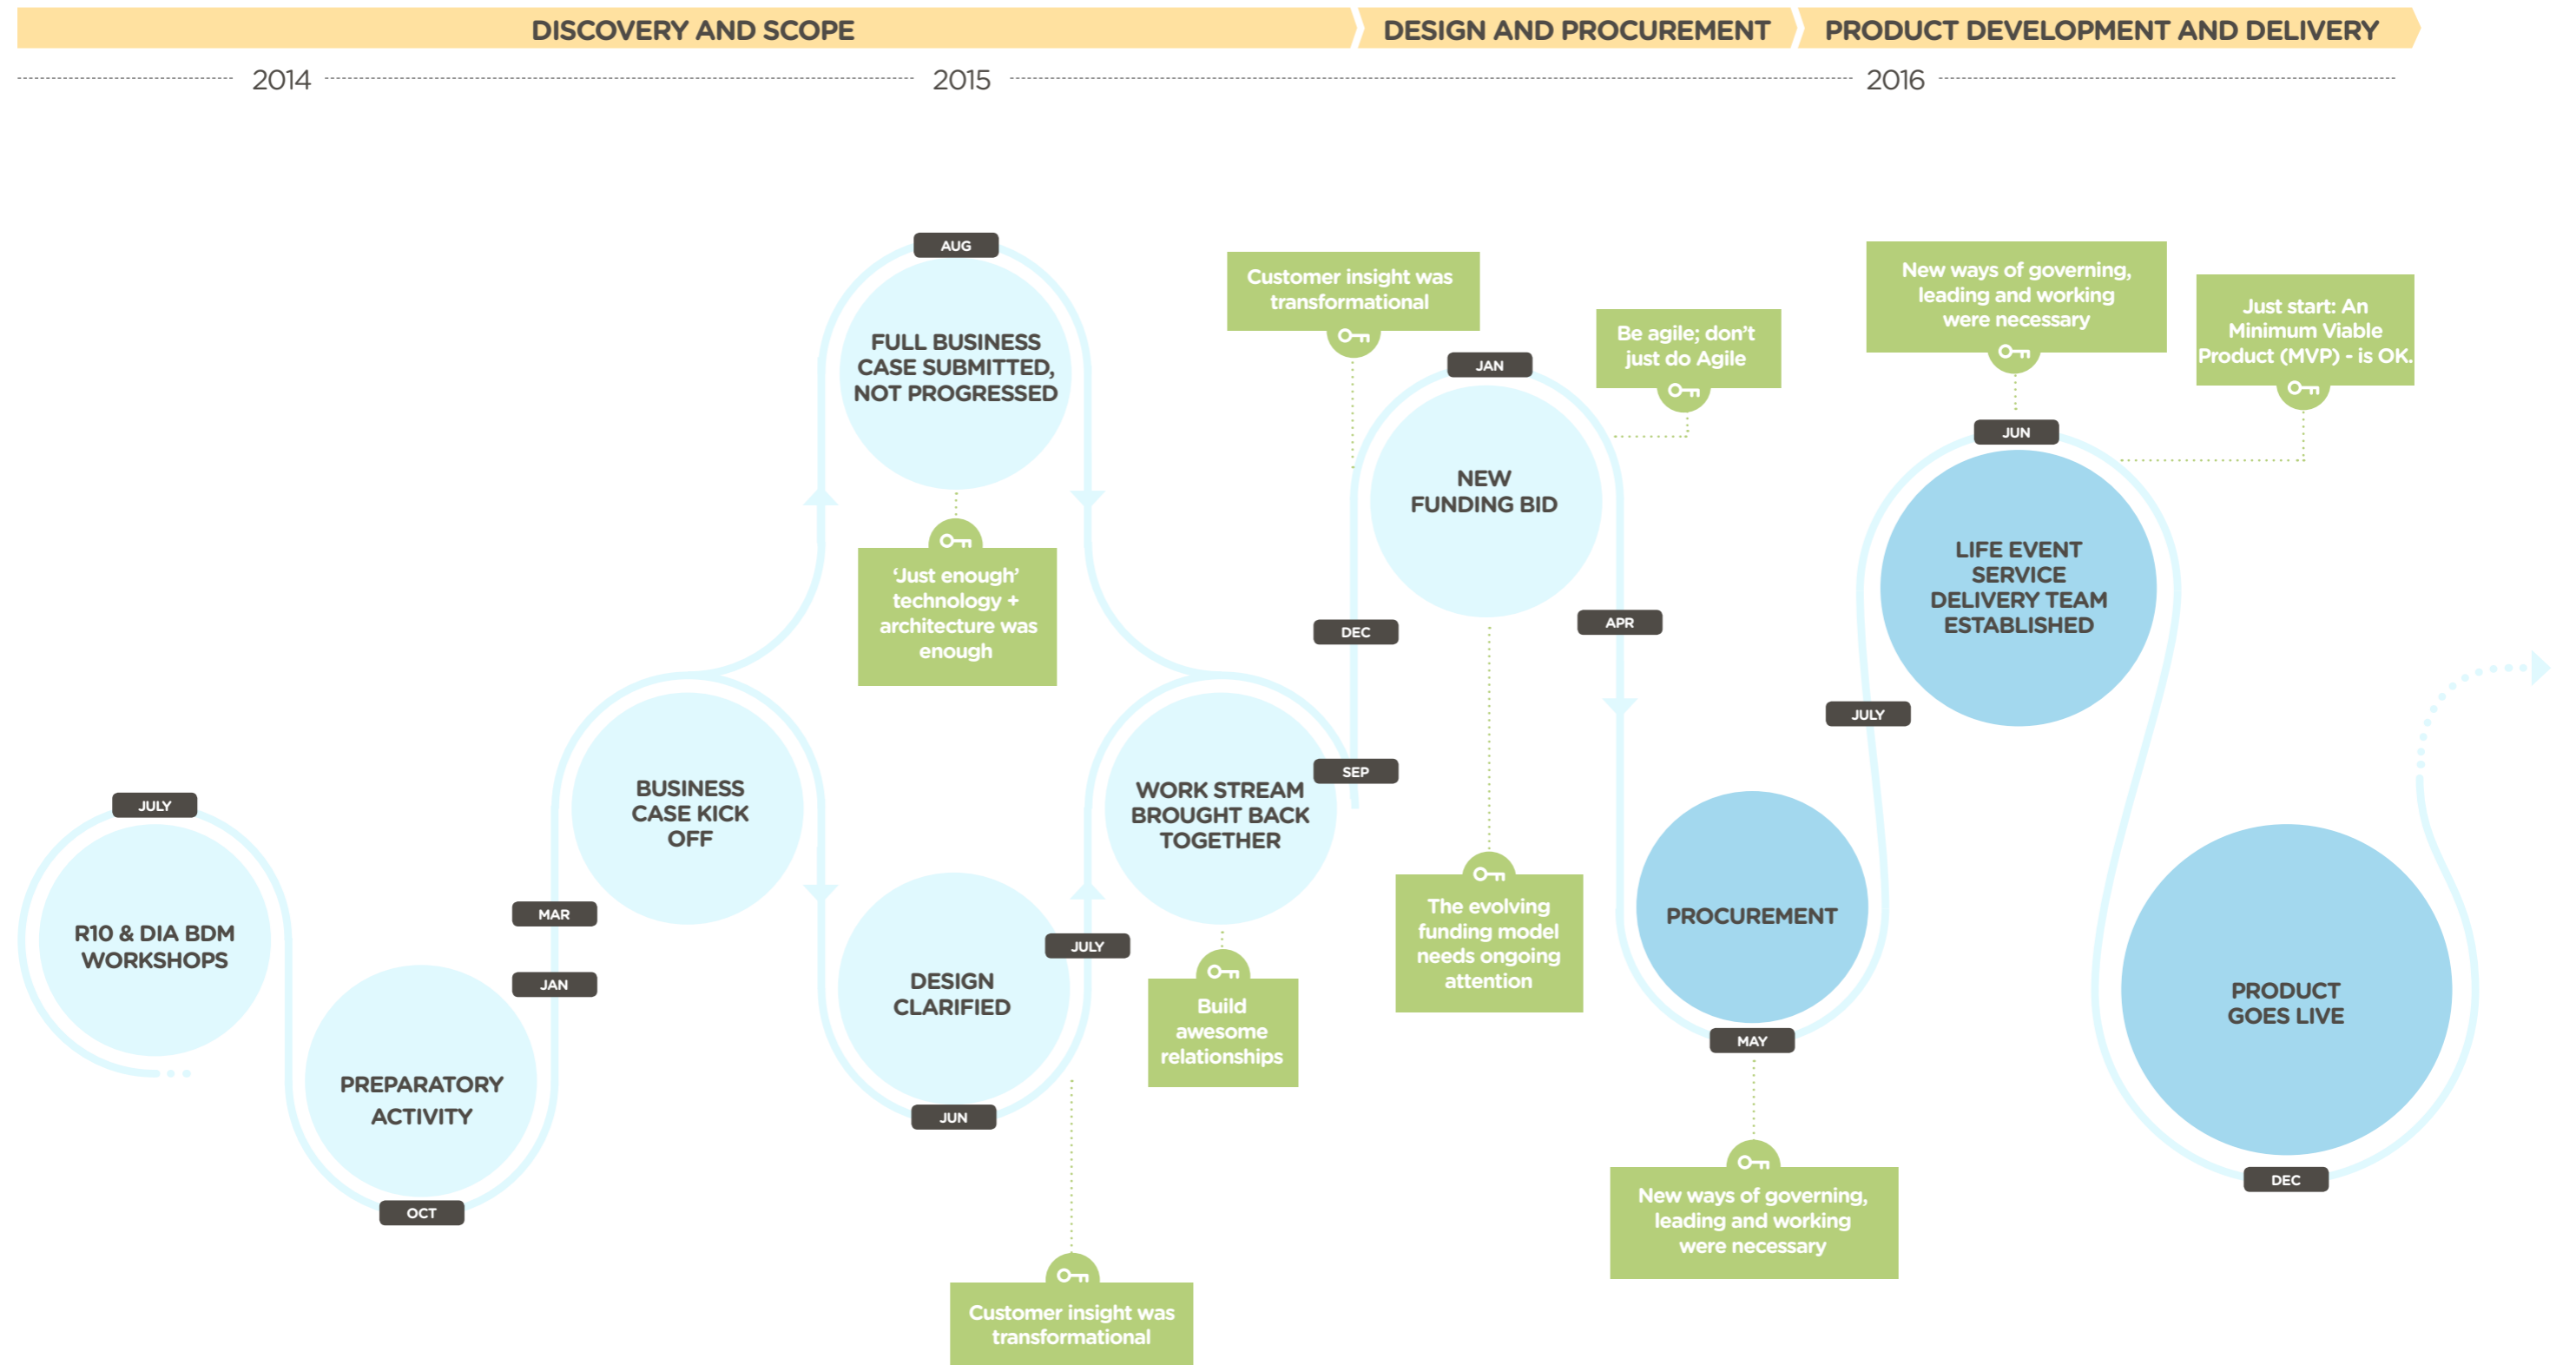 DISCOVERY AND SCOPE
DESIGN AND PROCUREMENT
PRODUCT DEVELOPMENT AND DELIVERY
2014
2015
2016
JULY
R10 & DIA BDM
WORKSHOPS
PREPARATORY
ACTIVITY
OCT
JAN
MAR
BUSINESS
CASE KICK
OFF
AUG
FULL BUSINESS
CASE SUBMITTED,
NOT PROGRESSED
‘Just enough’
technology +
architecture was
enough
DESIGN
CLARIFIED
JUN
JULY
Customer insight was
transformational
WORK STREAM
BROUGHT BACK
TOGETHER
SEP
Build
awesome
relationships
DEC
Customer insight was
transformational
JAN
NEW
FUNDING BID
Be agile; don’t
just do Agile
The evolving
funding model
needs ongoing
attention
APR
PROCUREMENT
MAY
New ways of governing,
leading and working
were necessary
JULY
New ways of governing,
leading and working
were necessary
JUN
LIFE EVENT
SERVICE
DELIVERY TEAM
ESTABLISHED
Just start: An
Minimum Viable
Product (MVP) - is OK.
PRODUCT
GOES LIVE
DEC